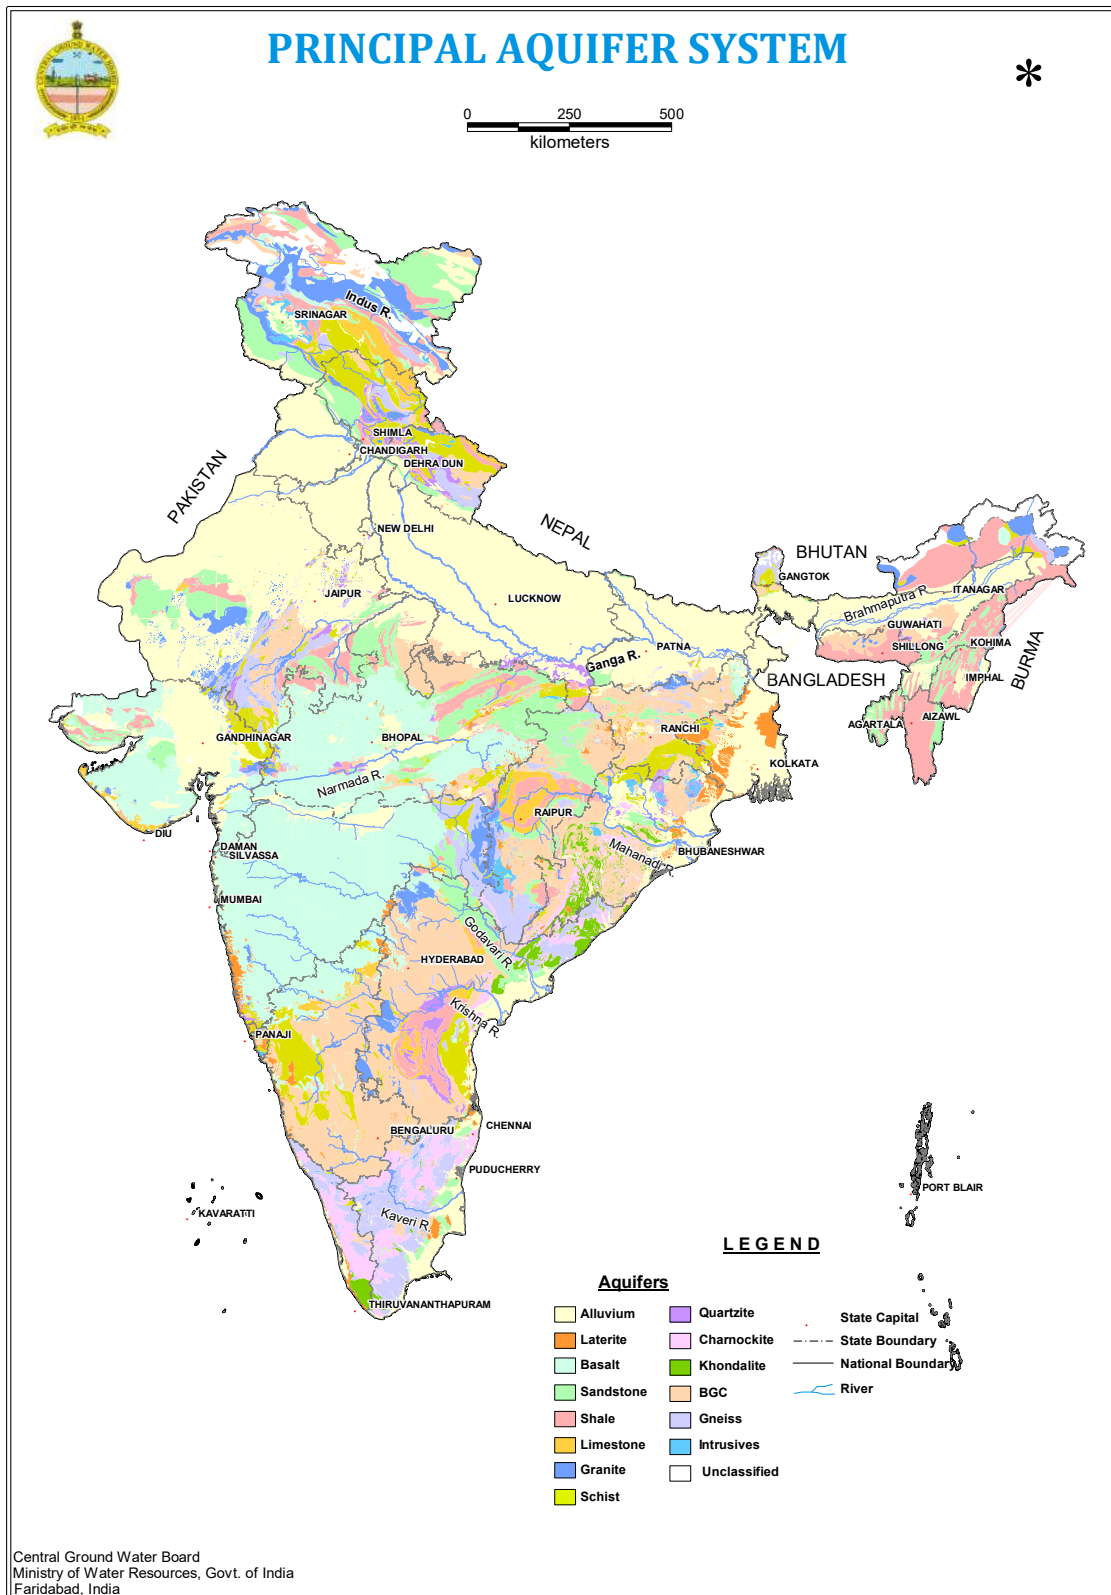 PRINCIPAL AQUIFER SYSTEM
*
0 250 500
kilometers
SRINAGAR
Indus R.
SHIMLA
CHANDIGARH
DEHRA DUN
PAKISTAN
NEW DELHI
NEPAL
BHUTAN
GANGTOK
JAIPUR
LUCKNOW
ITANAGAR
Brahmaputra R.
GUWAHATI
SHILLONG
KOHIMA
PATNA
Ganga R.
BANGLADESH
IMPHAL
BURMA
AGARTALA
AIZAWL
GANDHINAGAR
BHOPAL
RANCHI
KOLKATA
Narmada R.
RAIPUR
DIU
DAMAN
SILVASSA
Mahanadi R.
BHUBANESHWAR
MUMBAI
Godavari R.
HYDERABAD
Krishna R.
PANAJI
BENGALURU
CHENNAI
PUDUCHERRY
KAVARATTI
Kaveri R.
PORT BLAIR
THIRUVANANTHAPURAM
LEGEND
Aquifers
Alluvium
Laterite
Basalt
Sandstone
Shale
Limestone
Granite
Schist
Quartzite
Charnockite
Khondalite
BGC
Gneiss
Intrusives
Unclassified
State Capital
State Boundary
National Boundary
River
Central Ground Water Board
Ministry of Water Resources, Govt. of India
Faridabad, India